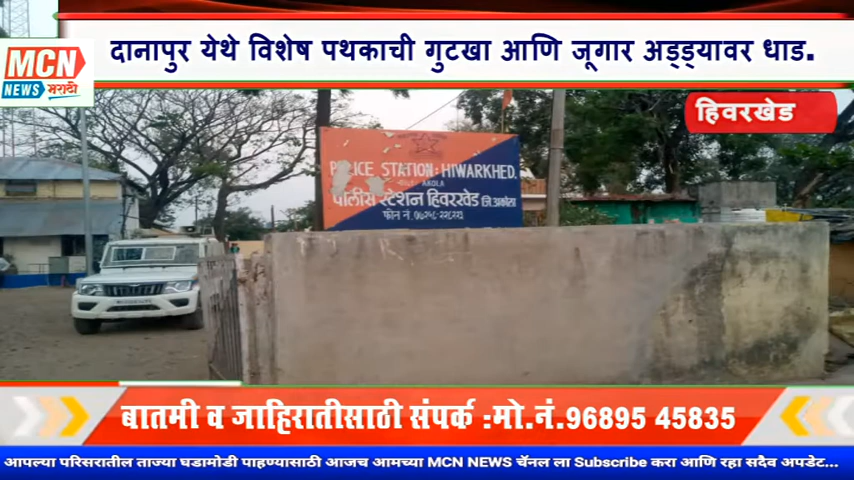 दानापुर येथे विशेष पथकाची गुटखा आणि जूगार अड्ड्यावर धाड.
MCN
NEWS मराठी
हिवरखेड
POLICE STATION:-HIWARKHED.
AKOLA
पोलीस स्टेशन हिवरखेड जि.अकोला
फोन नं.
बातमी व जाहिरातीसाठी संपर्क :मो.नं.96895 45835
आपल्या परिसरातील ताज्या घडामोडी पाहण्यासाठी आजच आमच्या MCN NEWS चॅनल ला Subscribe करा आणि रहा सदैव अपडेट...